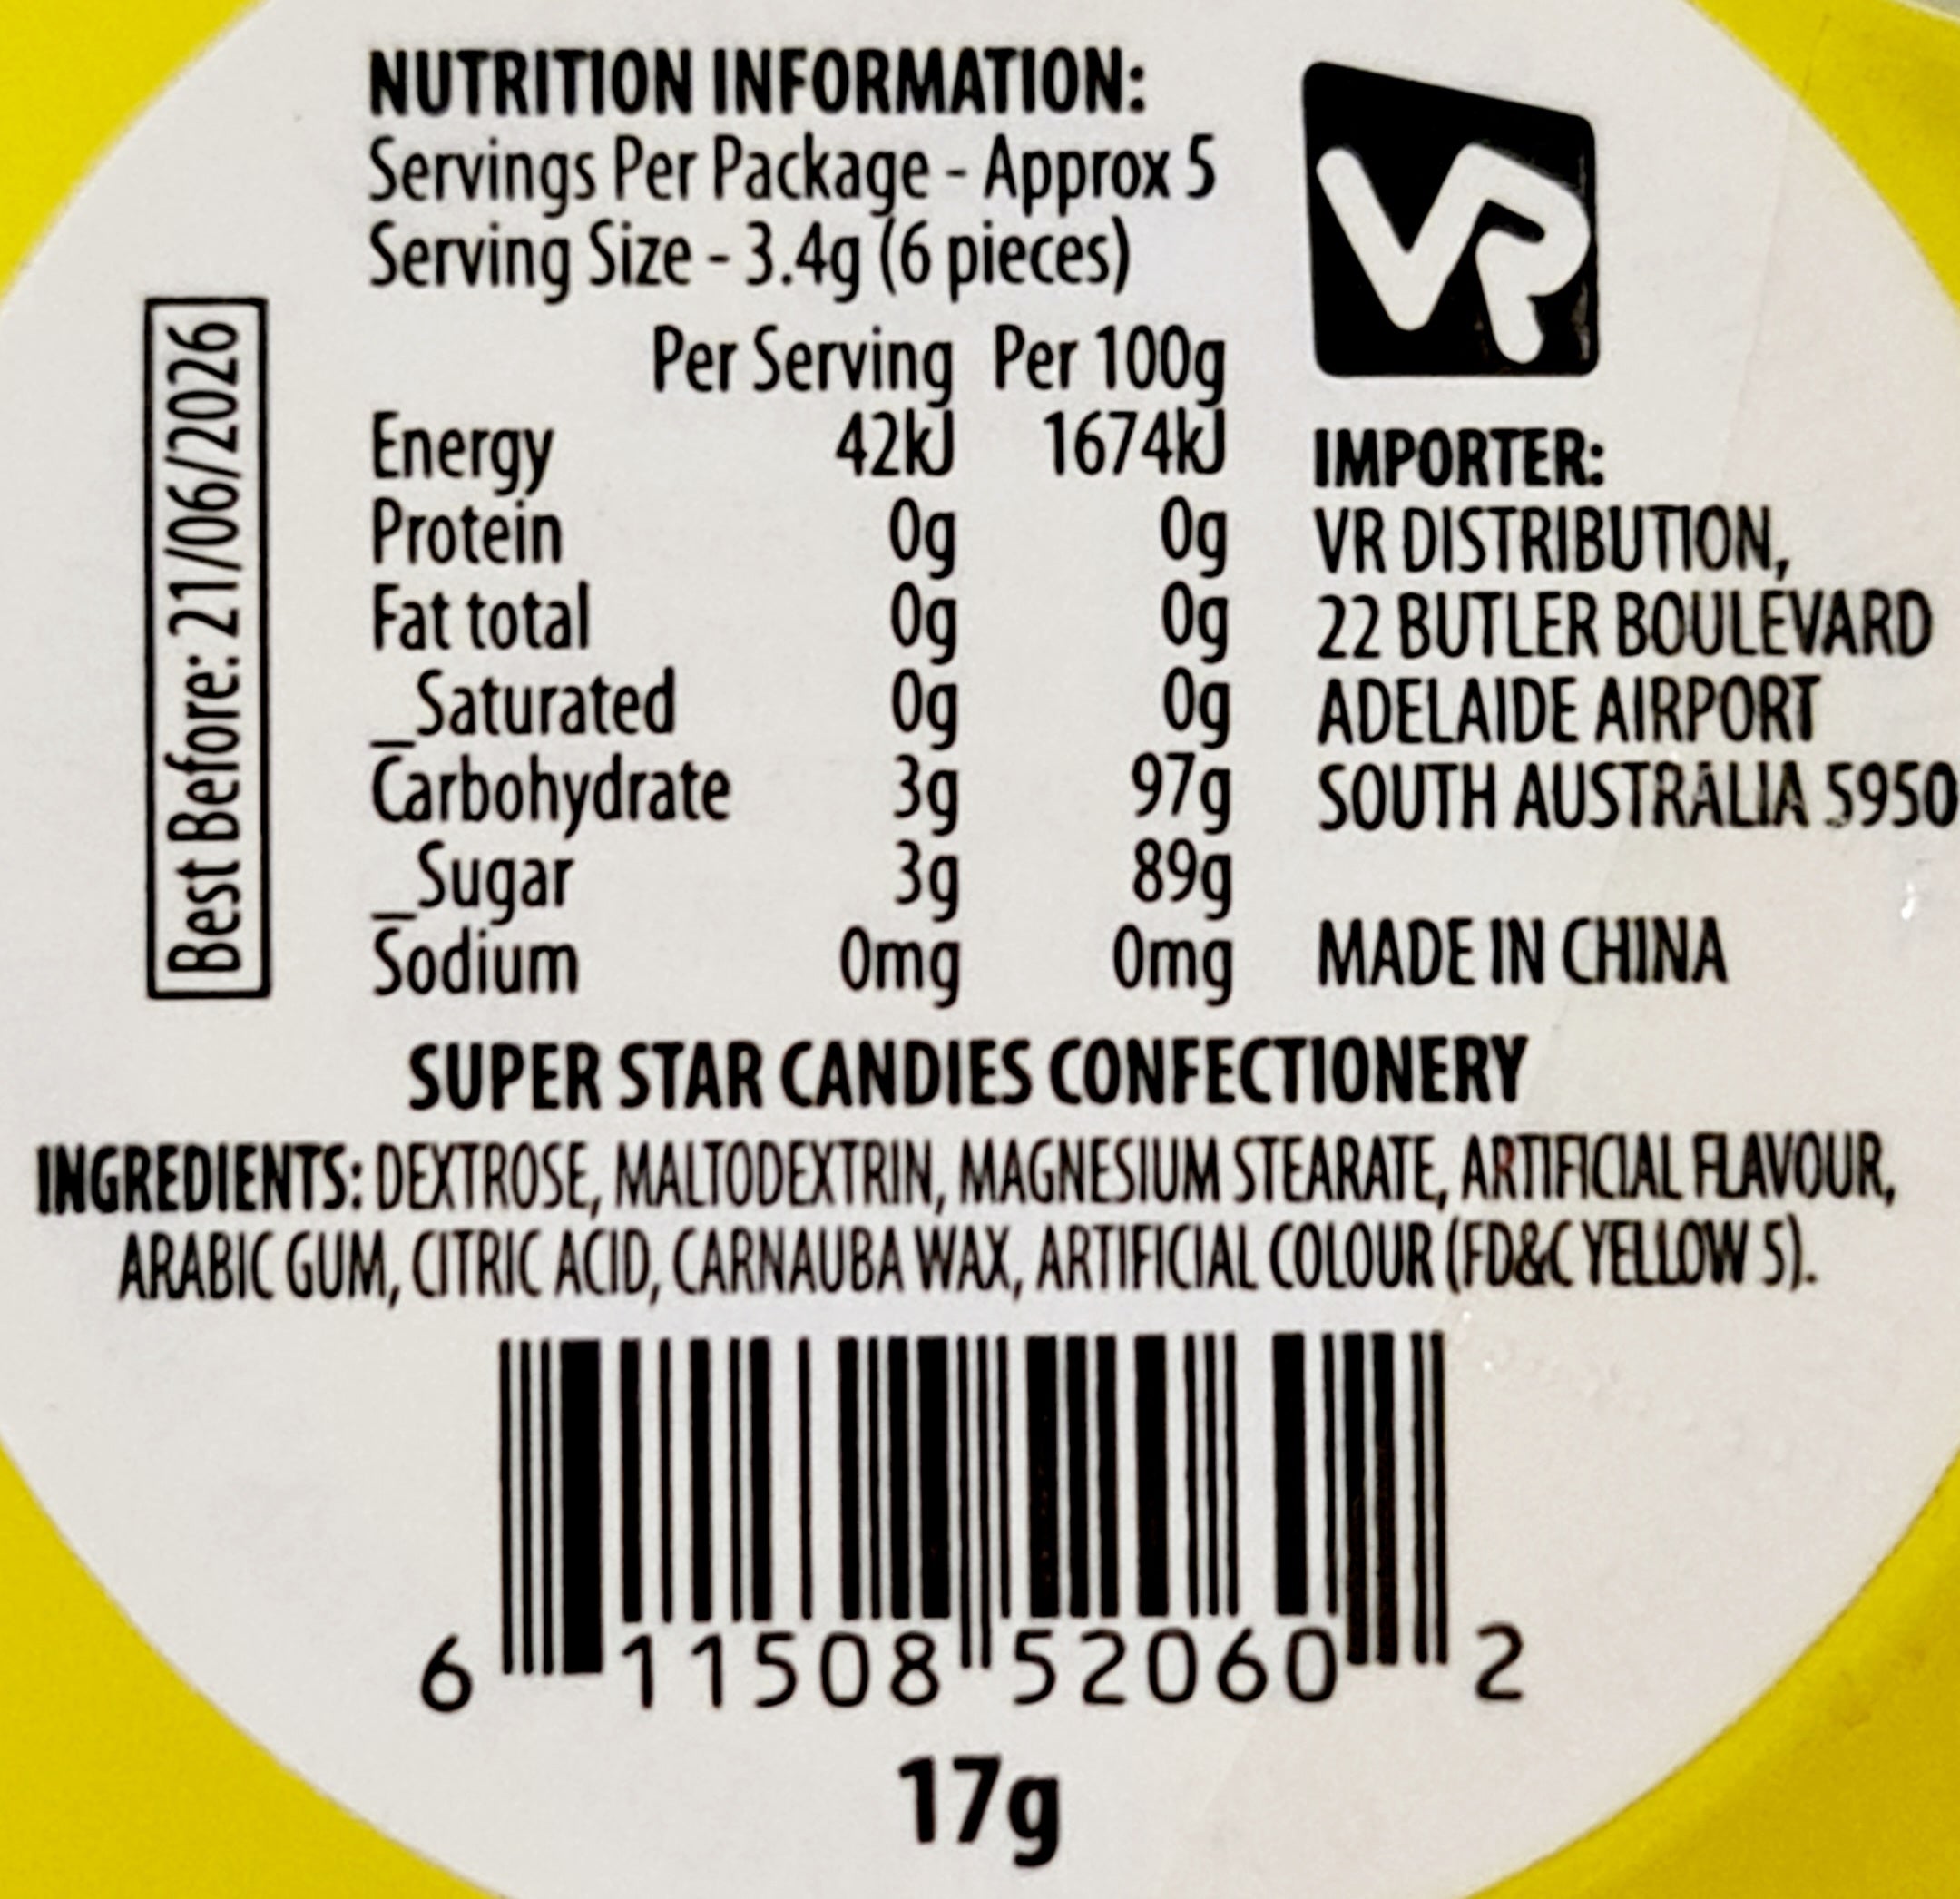 NUTRITION INFORMATION:
Servings Per Package - Approx 5
Serving Size - 3.4g (6 pieces)
Per Serving Per 100g
Energy 42kJ 1674kJ
Protein 0g 0g
Fat total 0g 0g
_Saturated 0g 0g
Carbohydrate 3g 97g
_Sugar 3g 89g
Sodium 0mg 0mg
Best Before: 21/06/2026
VR
IMPORTER:
VR DISTRIBUTION,
22 BUTLER BOULEVARD
ADELAIDE AIRPORT
SOUTH AUSTRALIA 5950
MADE IN CHINA
SUPER STAR CANDIES CONFECTIONERY
INGREDIENTS: DEXTROSE, MALTODEXTRIN, MAGNESIUM STEARATE, ARTIFICIAL FLAVOUR,
ARABIC GUM, CITRIC ACID, CARNAUBA WAX, ARTIFICIAL COLOUR (FD&C YELLOW 5).
6 11508 52060 2
17g